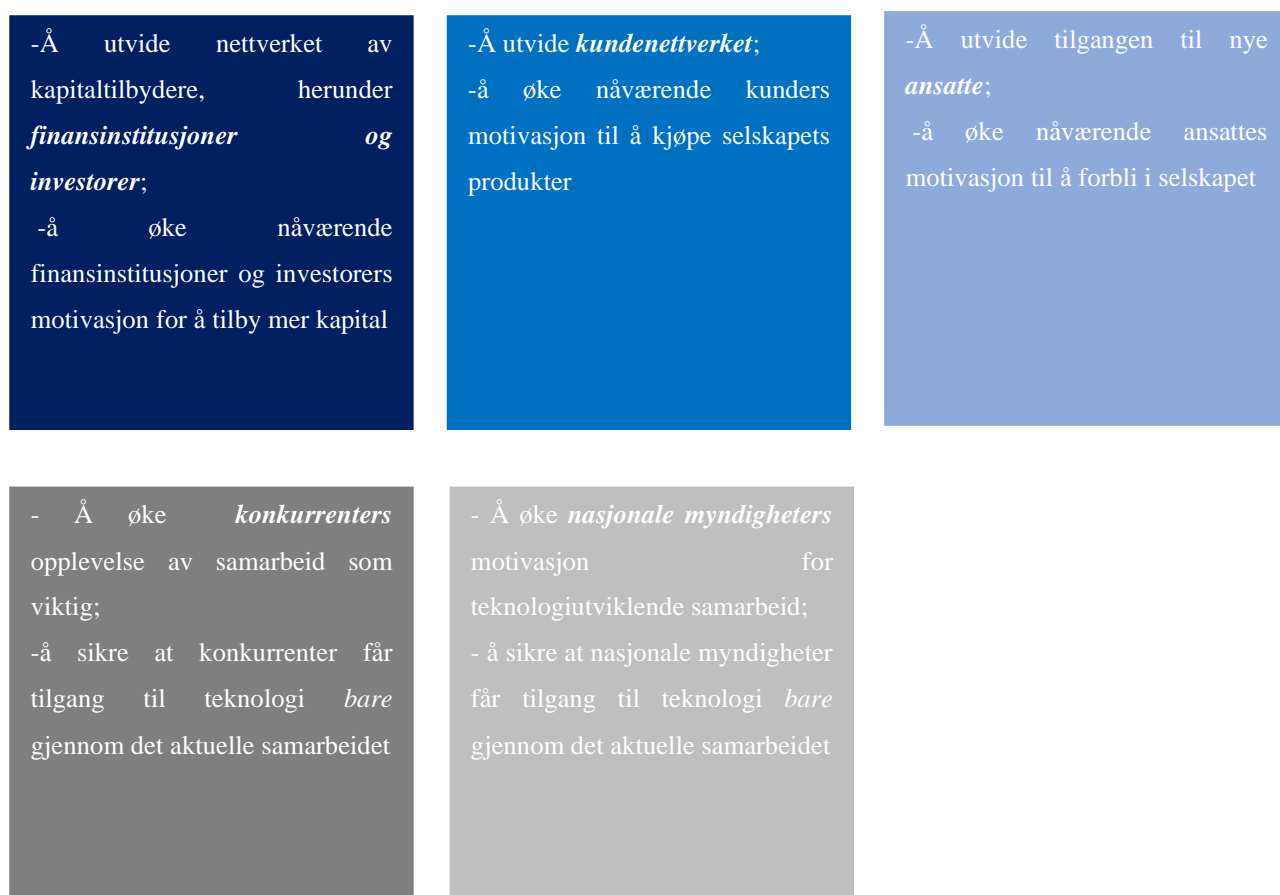 -Å utvide nettverket av
kapitaltilbydere, herunder
finansinstitusjoner og
investorer;
-å øke nåværende
finansinstitusjoner og investorers
motivasjon for å tilby mer kapital
-Å utvide kundenettverket;
-å øke nåværende kunders
motivasjon til å kjøpe selskapets
produkter
-Å utvide tilgangen til nye
ansatte;
-å øke nåværende ansattes
motivasjon til å forbli i selskapet
- Å øke konkurrenters
opplevelse av samarbeid som
viktig;
-å sikre at konkurrenter får
tilgang til teknologi bare
gjennom det aktuelle samarbeidet
- Å øke nasjonale myndigheters
motivasjon for
teknologiutviklende samarbeid;
- å sikre at nasjonale myndigheter
får tilgang til teknologi bare
gjennom det aktuelle samarbeidet